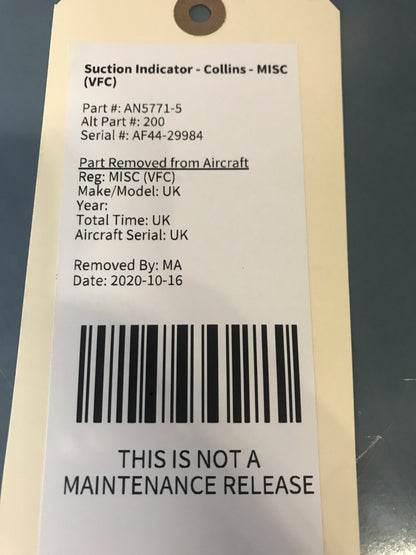 Suction Indicator - Collins - MISC
(VFC)
Part #: AN5771-5
Alt Part #: 200
Serial #: AF44-29984
Part Removed from Aircraft
Reg: MISC (VFC)
Make/Model: UK
Year:
Total Time: UK
Aircraft Serial: UK
Removed By: MA
Date: 2020-10-16
THIS IS NOT A
MAINTENANCE RELEASE